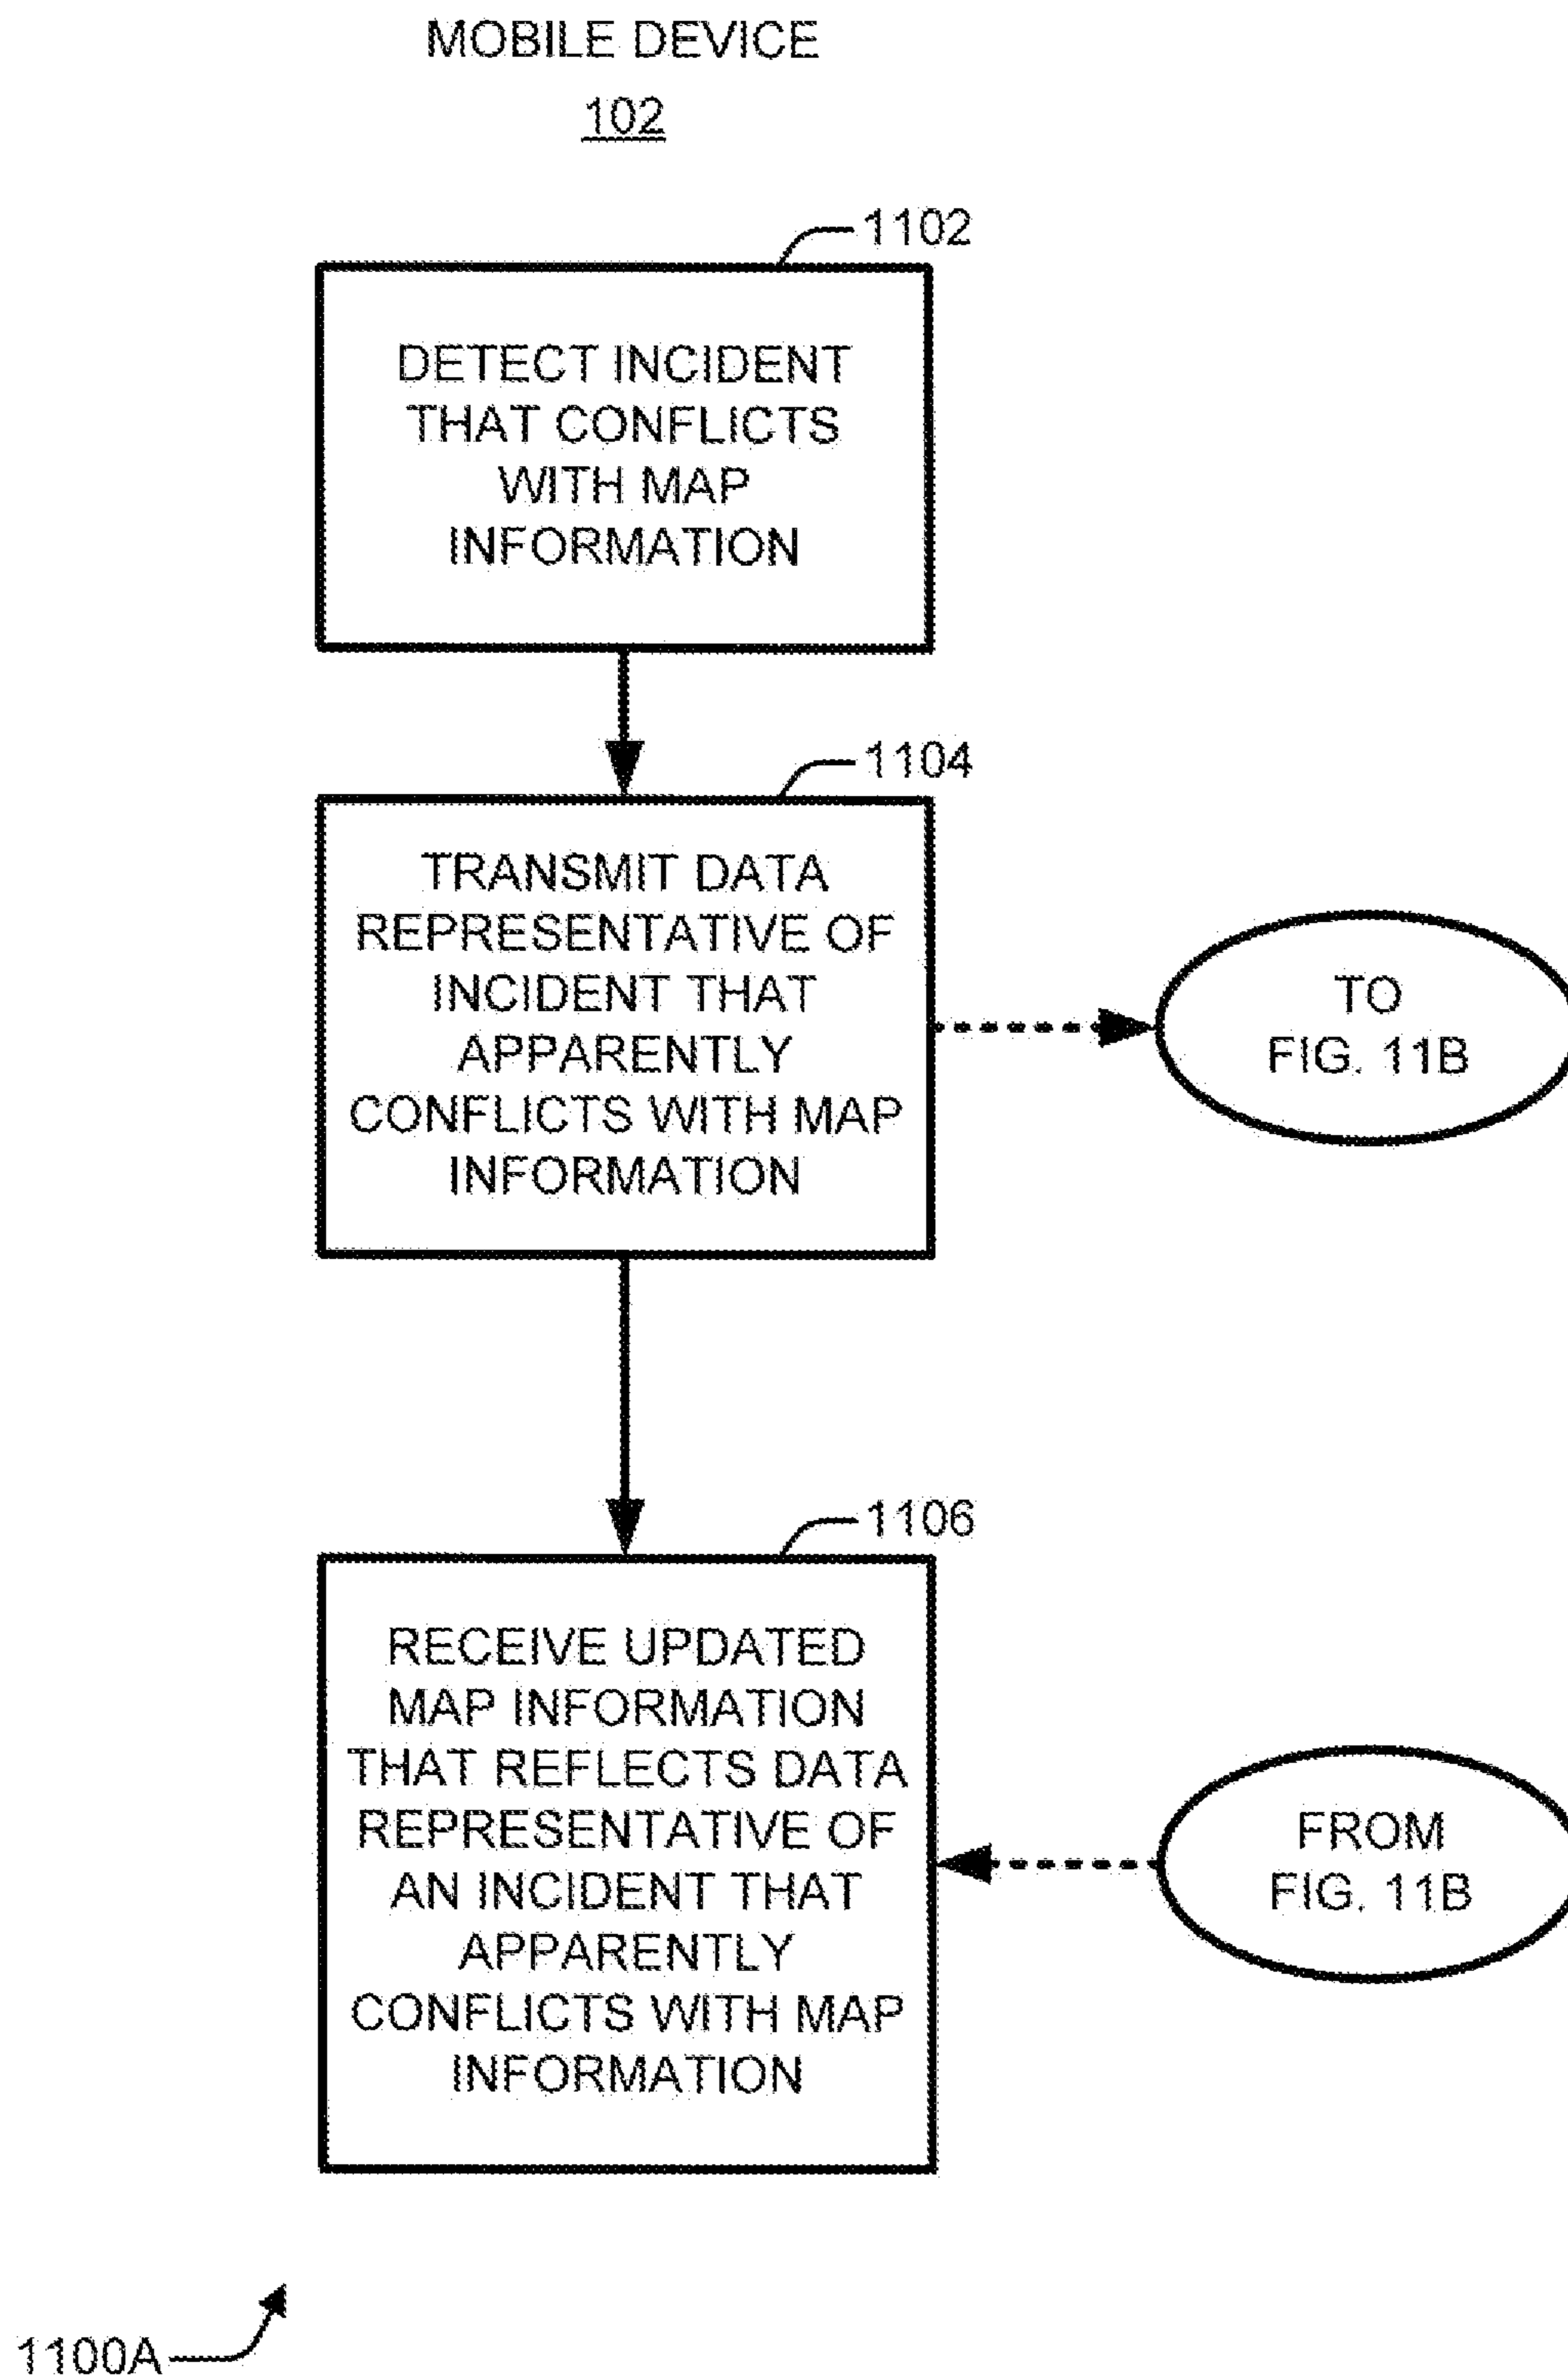 MOBILE DEVICE
102
1102
DETECT INCIDENT
THAT CONFLICTS
WITH MAP
INFORMATION
1104
TRANSMIT DATA
REPRESENTATIVE OF
INCIDENT THAT
APPARENTLY
CONFLICTS WITH MAP
INFORMATION
TO
FIG. 11B
1106
RECEIVE UPDATED
MAP INFORMATION
THAT REFLECTS DATA
REPRESENTATIVE OF
AN INCIDENT THAT
APPARENTLY
CONFLICTS WITH MAP
INFORMATION
FROM
FIG. 11B
1100A